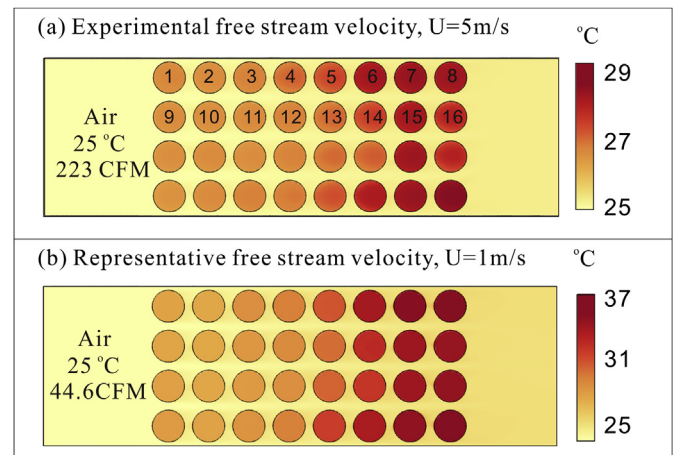 (a) Experimental free stream velocity, U=5m/s
°C
1 2 3 4 5 6 7 8
9 10 11 12 13 14 15 16
Air
25 °C
223 CFM
29
27
25
(b) Representative free stream velocity, U=1m/s
°C
Air
25 °C
44.6CFM
37
31
25